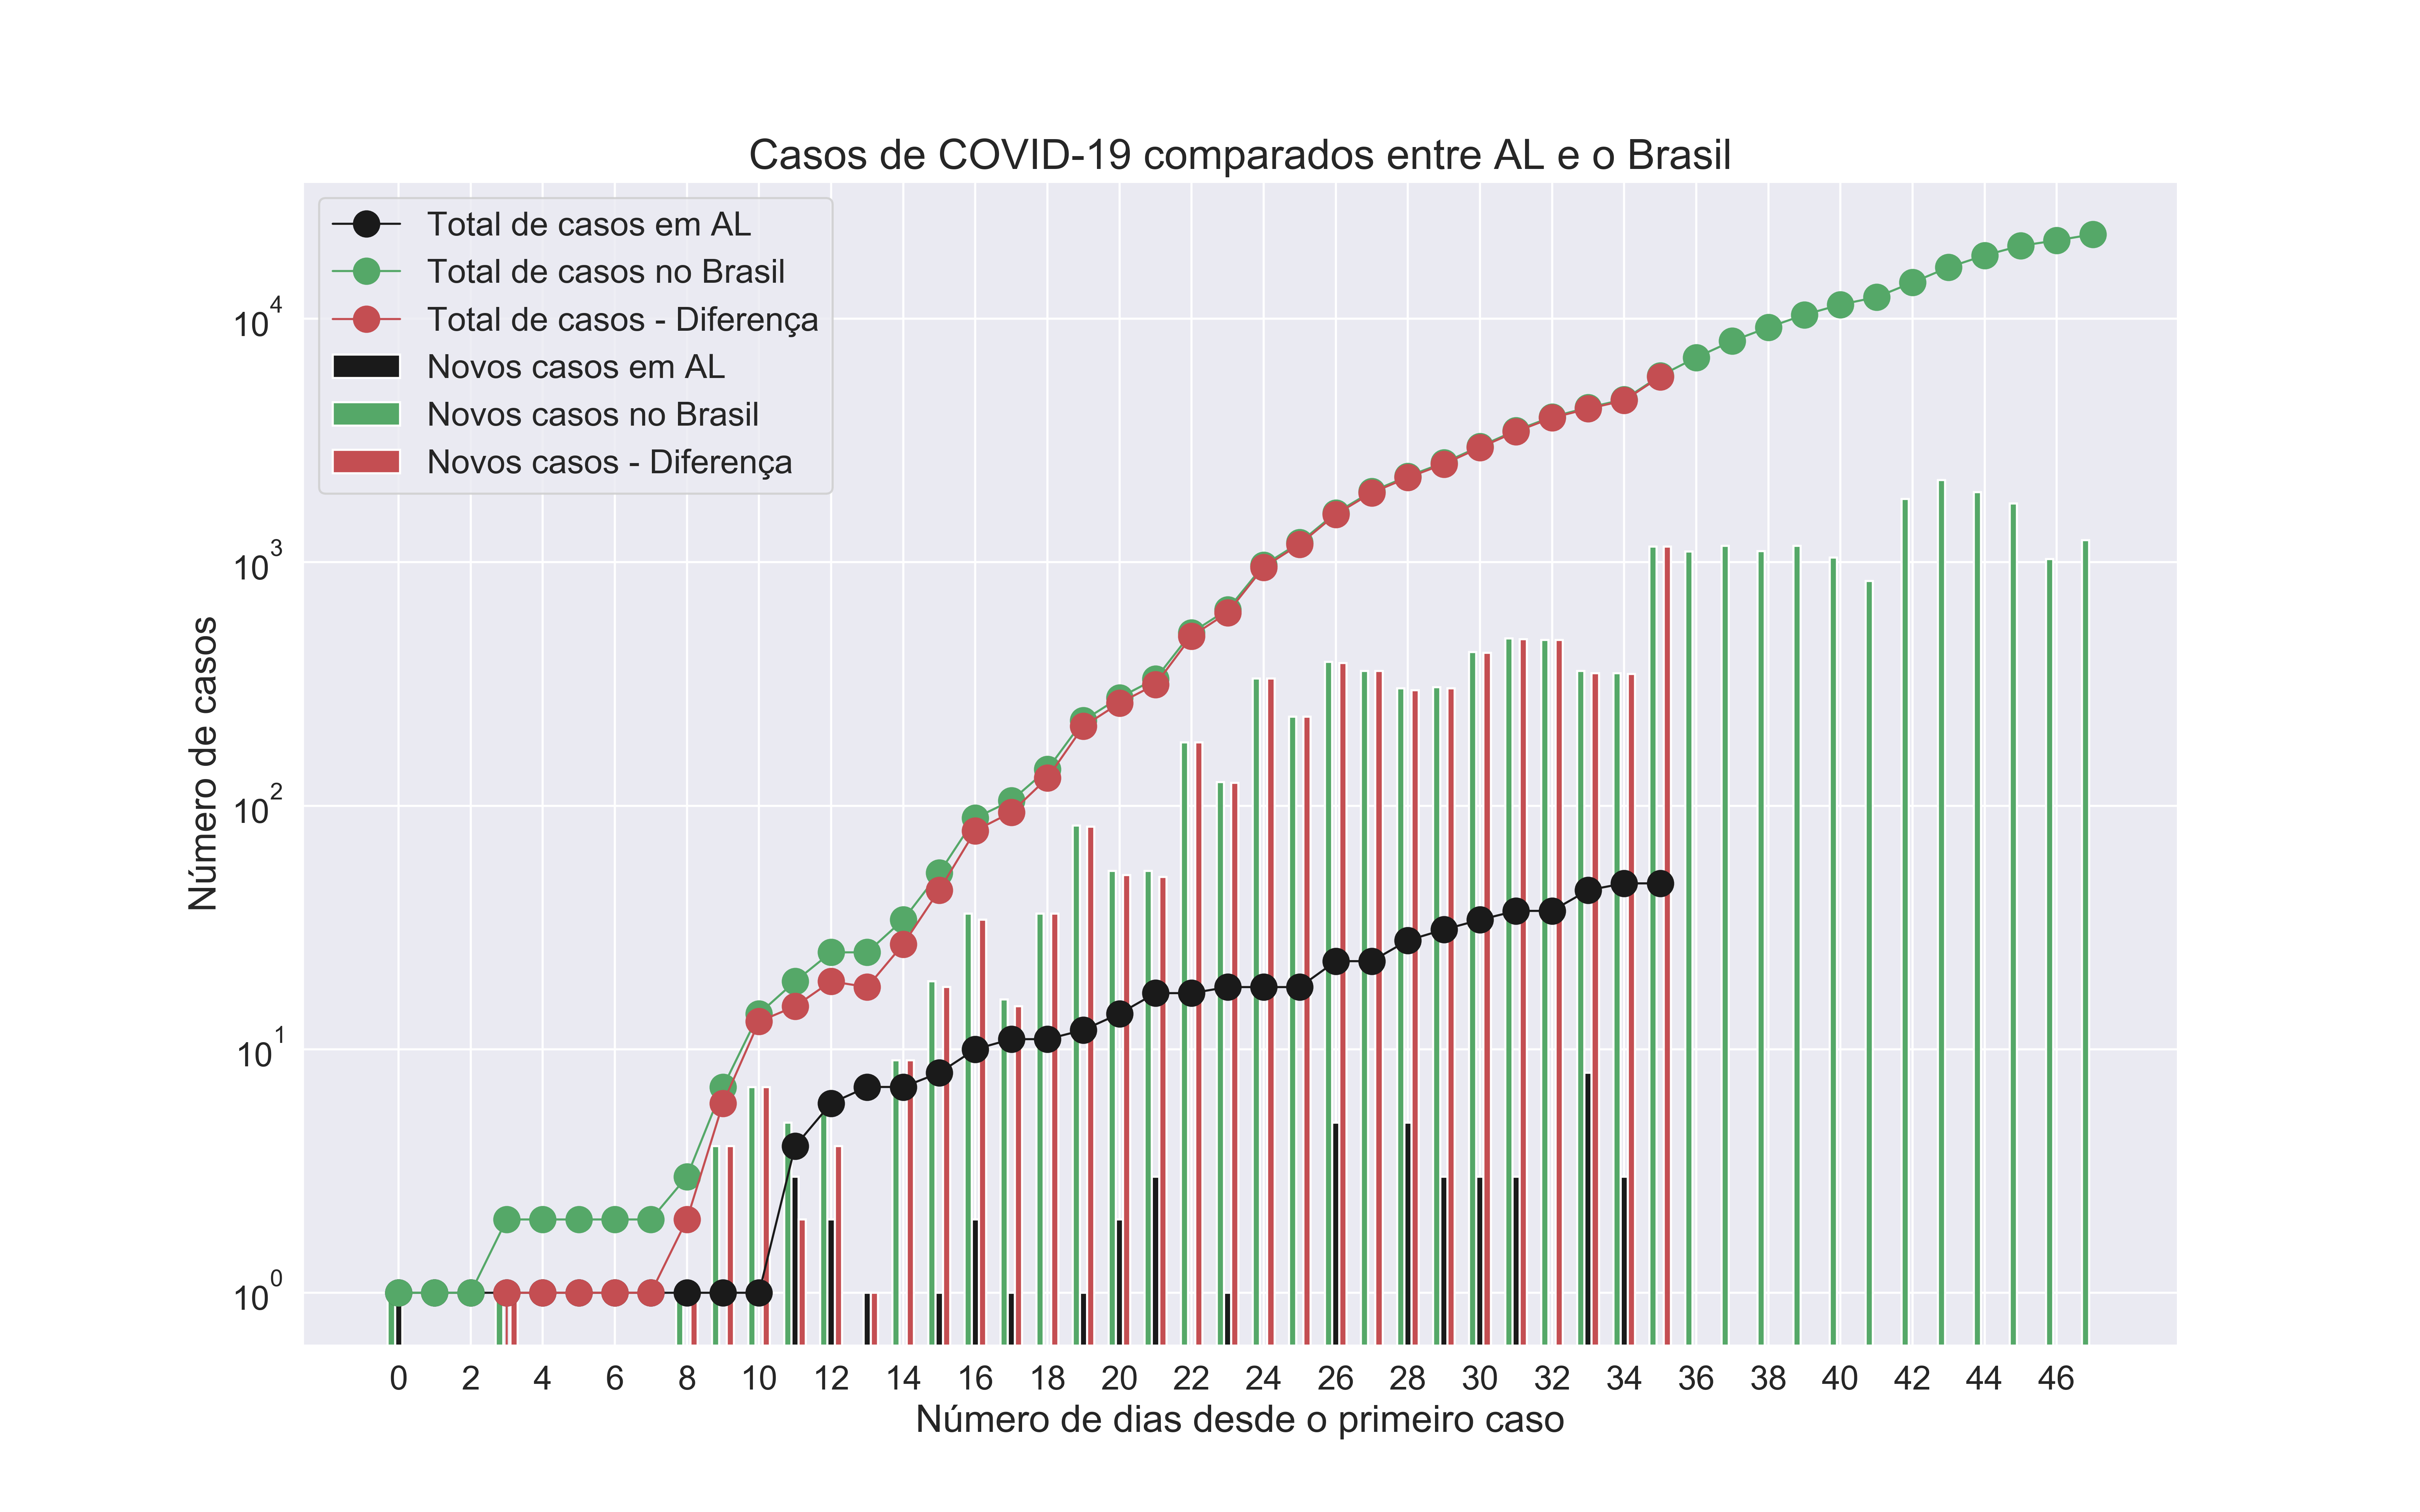 Casos de COVID-19 comparados entre AL e o Brasil
Total de casos em AL
Total de casos no Brasil
Total de casos - Diferença
Novos casos em AL
Novos casos no Brasil
Novos casos - Diferença
Número de casos
10^4
10^3
10^2
10^1
10^0
0 2 4 6 8 10 12 14 16 18 20 22 24 26 28 30 32 34 36 38 40 42 44 46
Número de dias desde o primeiro caso